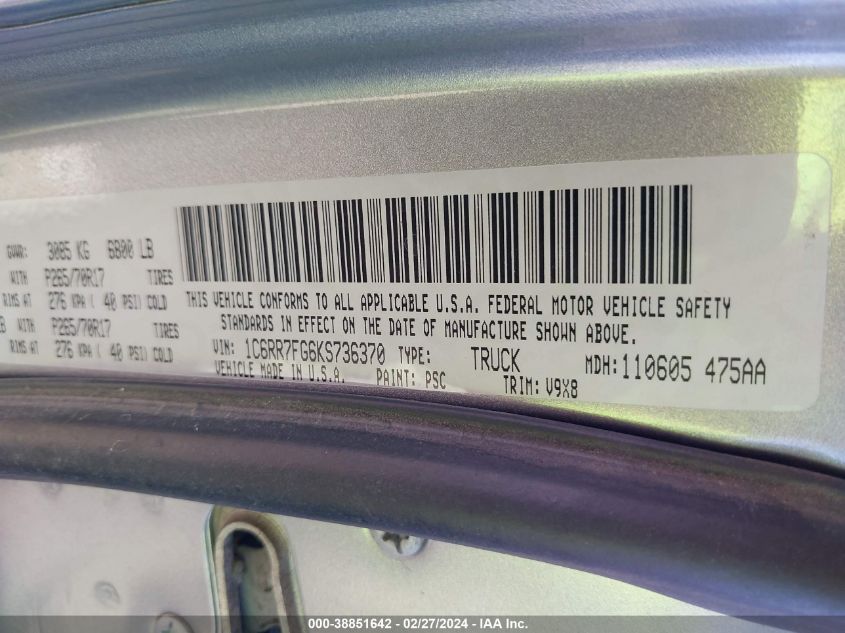 GVWR: 3085 KG 6800 LB
WITH P265/70R17 TIRES
RIMS AT 276 KPA ( 40 PSI) COLD
WITH P265/70R17 TIRES
RIMS AT 276 KPA ( 40 PSI) COLD
THIS VEHICLE CONFORMS TO ALL APPLICABLE U.S.A. FEDERAL MOTOR VEHICLE SAFETY
STANDARDS IN EFFECT ON THE DATE OF MANUFACTURE SHOWN ABOVE.
VIN: 1C6RR7FG6KS736370 TYPE: TRUCK MDH: 110605 475AA
VEHICLE MADE IN U.S.A. PAINT: PSC TRIM: V9X8
000-38851642 - 02/27/2024 - IAA Inc.